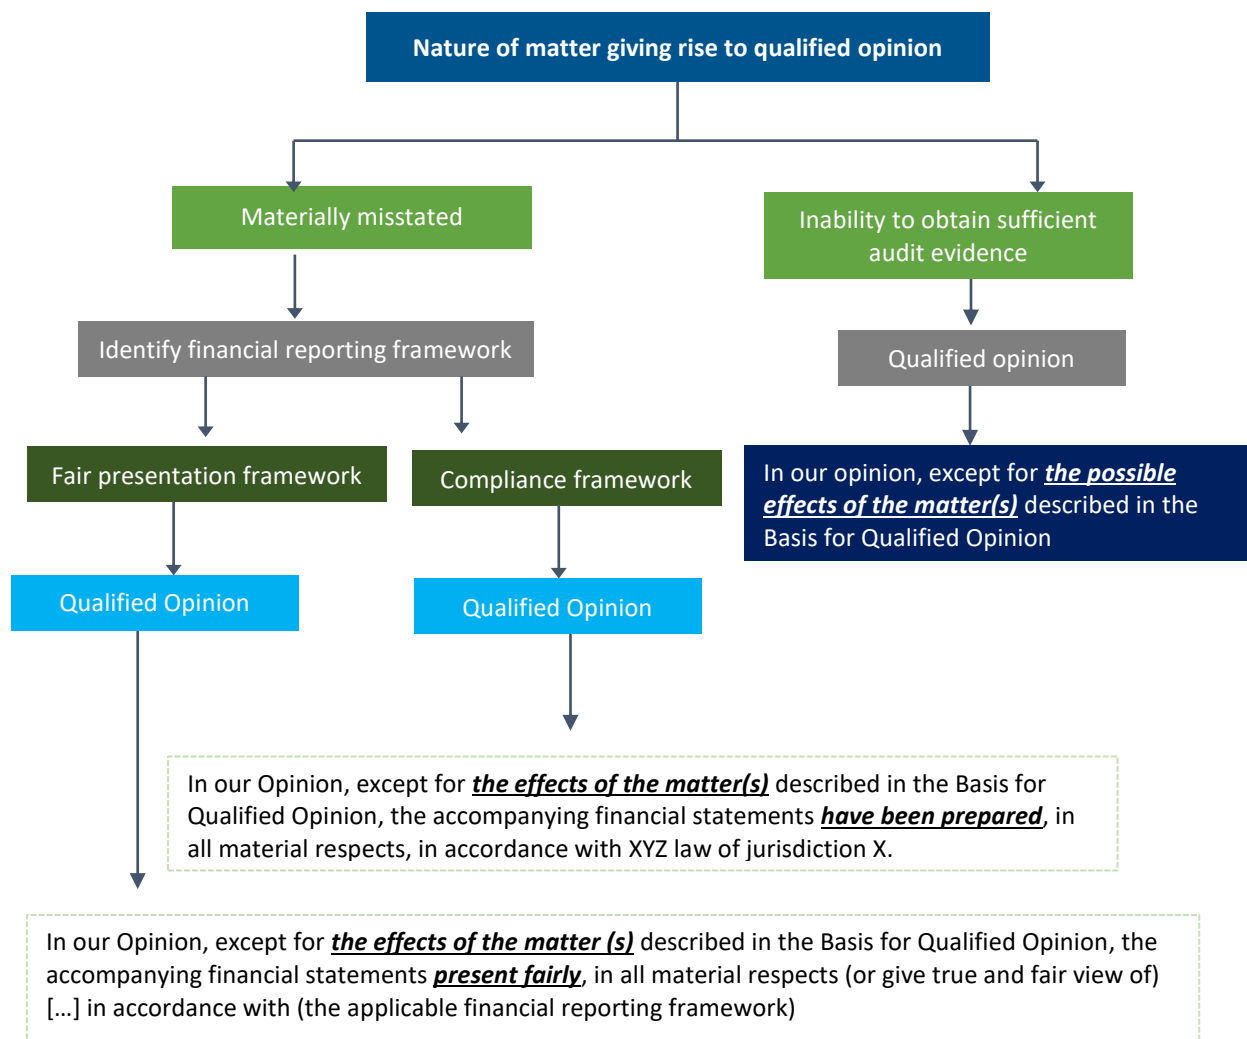 Nature of matter giving rise to qualified opinion
Materially misstated
Inability to obtain sufficient
audit evidence
Identify financial reporting framework
Qualified opinion
Fair presentation framework
Compliance framework
In our opinion, except for the possible
effects of the matter(s) described in the
Basis for Qualified Opinion
Qualified Opinion
Qualified Opinion
In our Opinion, except for the effects of the matter(s) described in the Basis for
Qualified Opinion, the accompanying financial statements have been prepared, in
all material respects, in accordance with XYZ law of jurisdiction X.
In our Opinion, except for the effects of the matter (s) described in the Basis for Qualified Opinion, the
accompanying financial statements present fairly, in all material respects (or give true and fair view of)
[…] in accordance with (the applicable financial reporting framework)